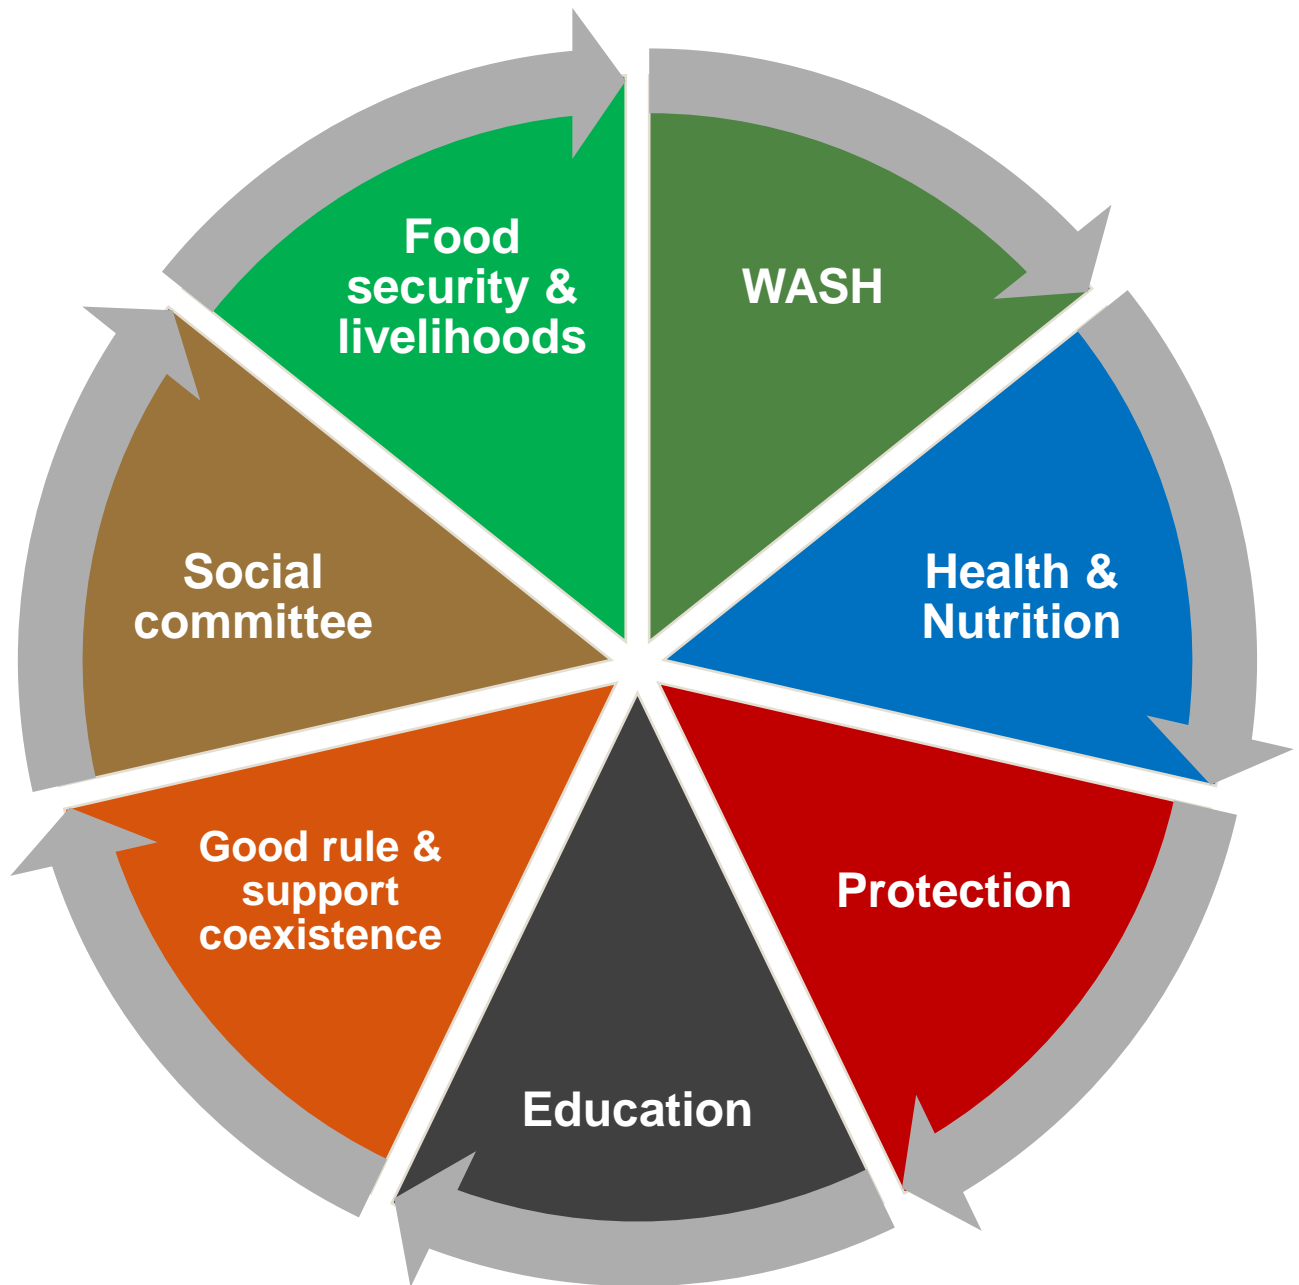 Food
security &
livelihoods
WASH
Health &
Nutrition
Protection
Education
Good rule &
support
coexistence
Social
committee